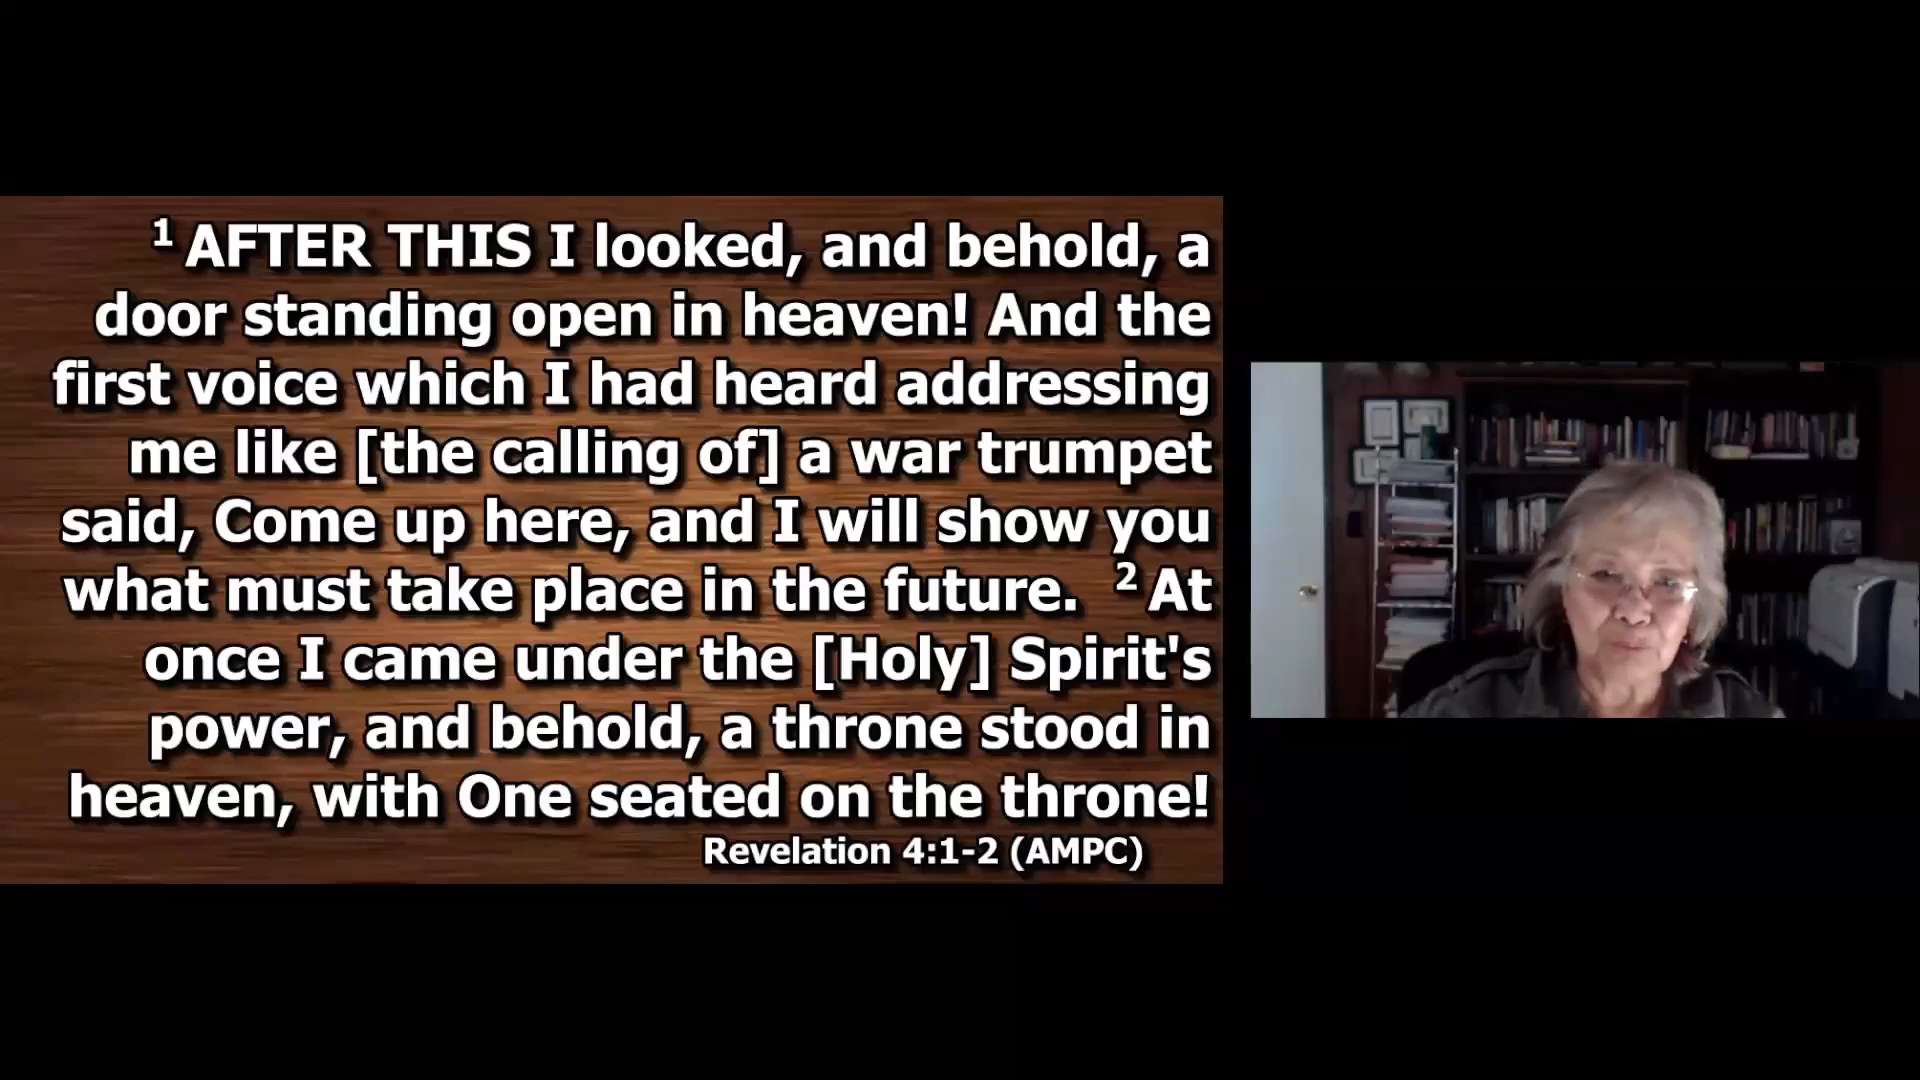 1 AFTER THIS I looked, and behold, a
door standing open in heaven! And the
first voice which I had heard addressing
me like [the calling of] a war trumpet
said, Come up here, and I will show you
what must take place in the future. 2 At
once I came under the [Holy] Spirit's
power, and behold, a throne stood in
heaven, with One seated on the throne!
Revelation 4:1-2 (AMPC)